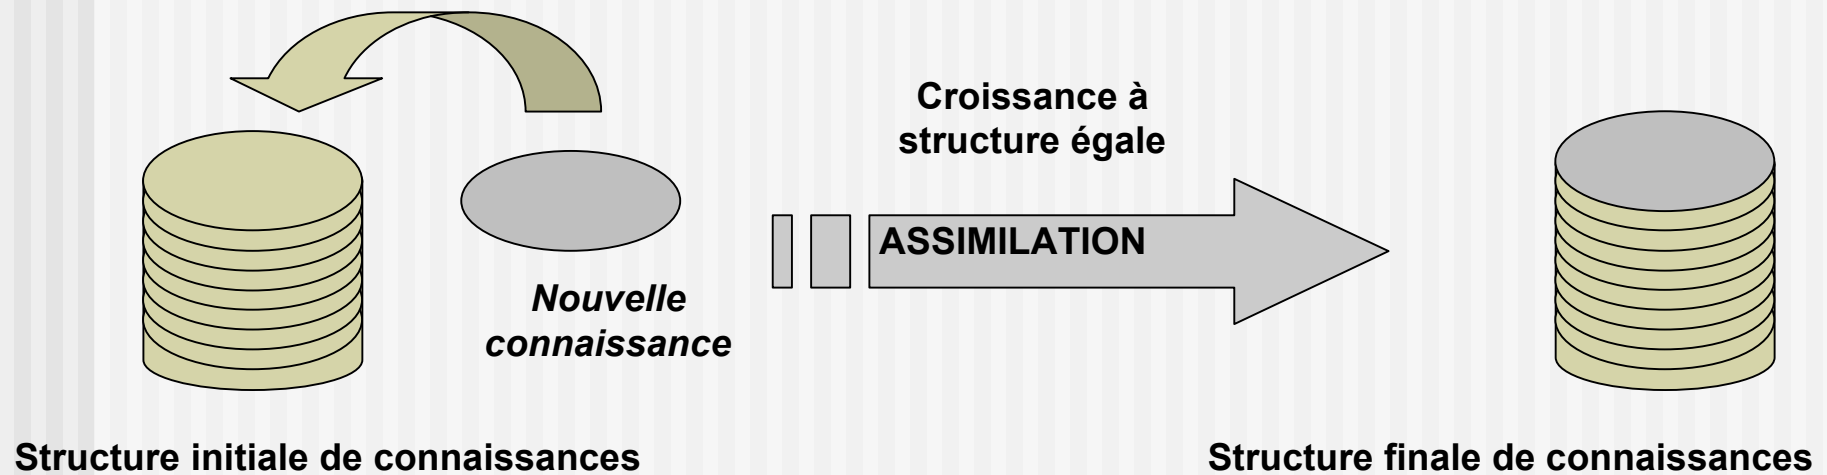 Croissance à
structure égale
ASSIMILATION
Nouvelle
connaissance
Structure initiale de connaissances
Structure finale de connaissances